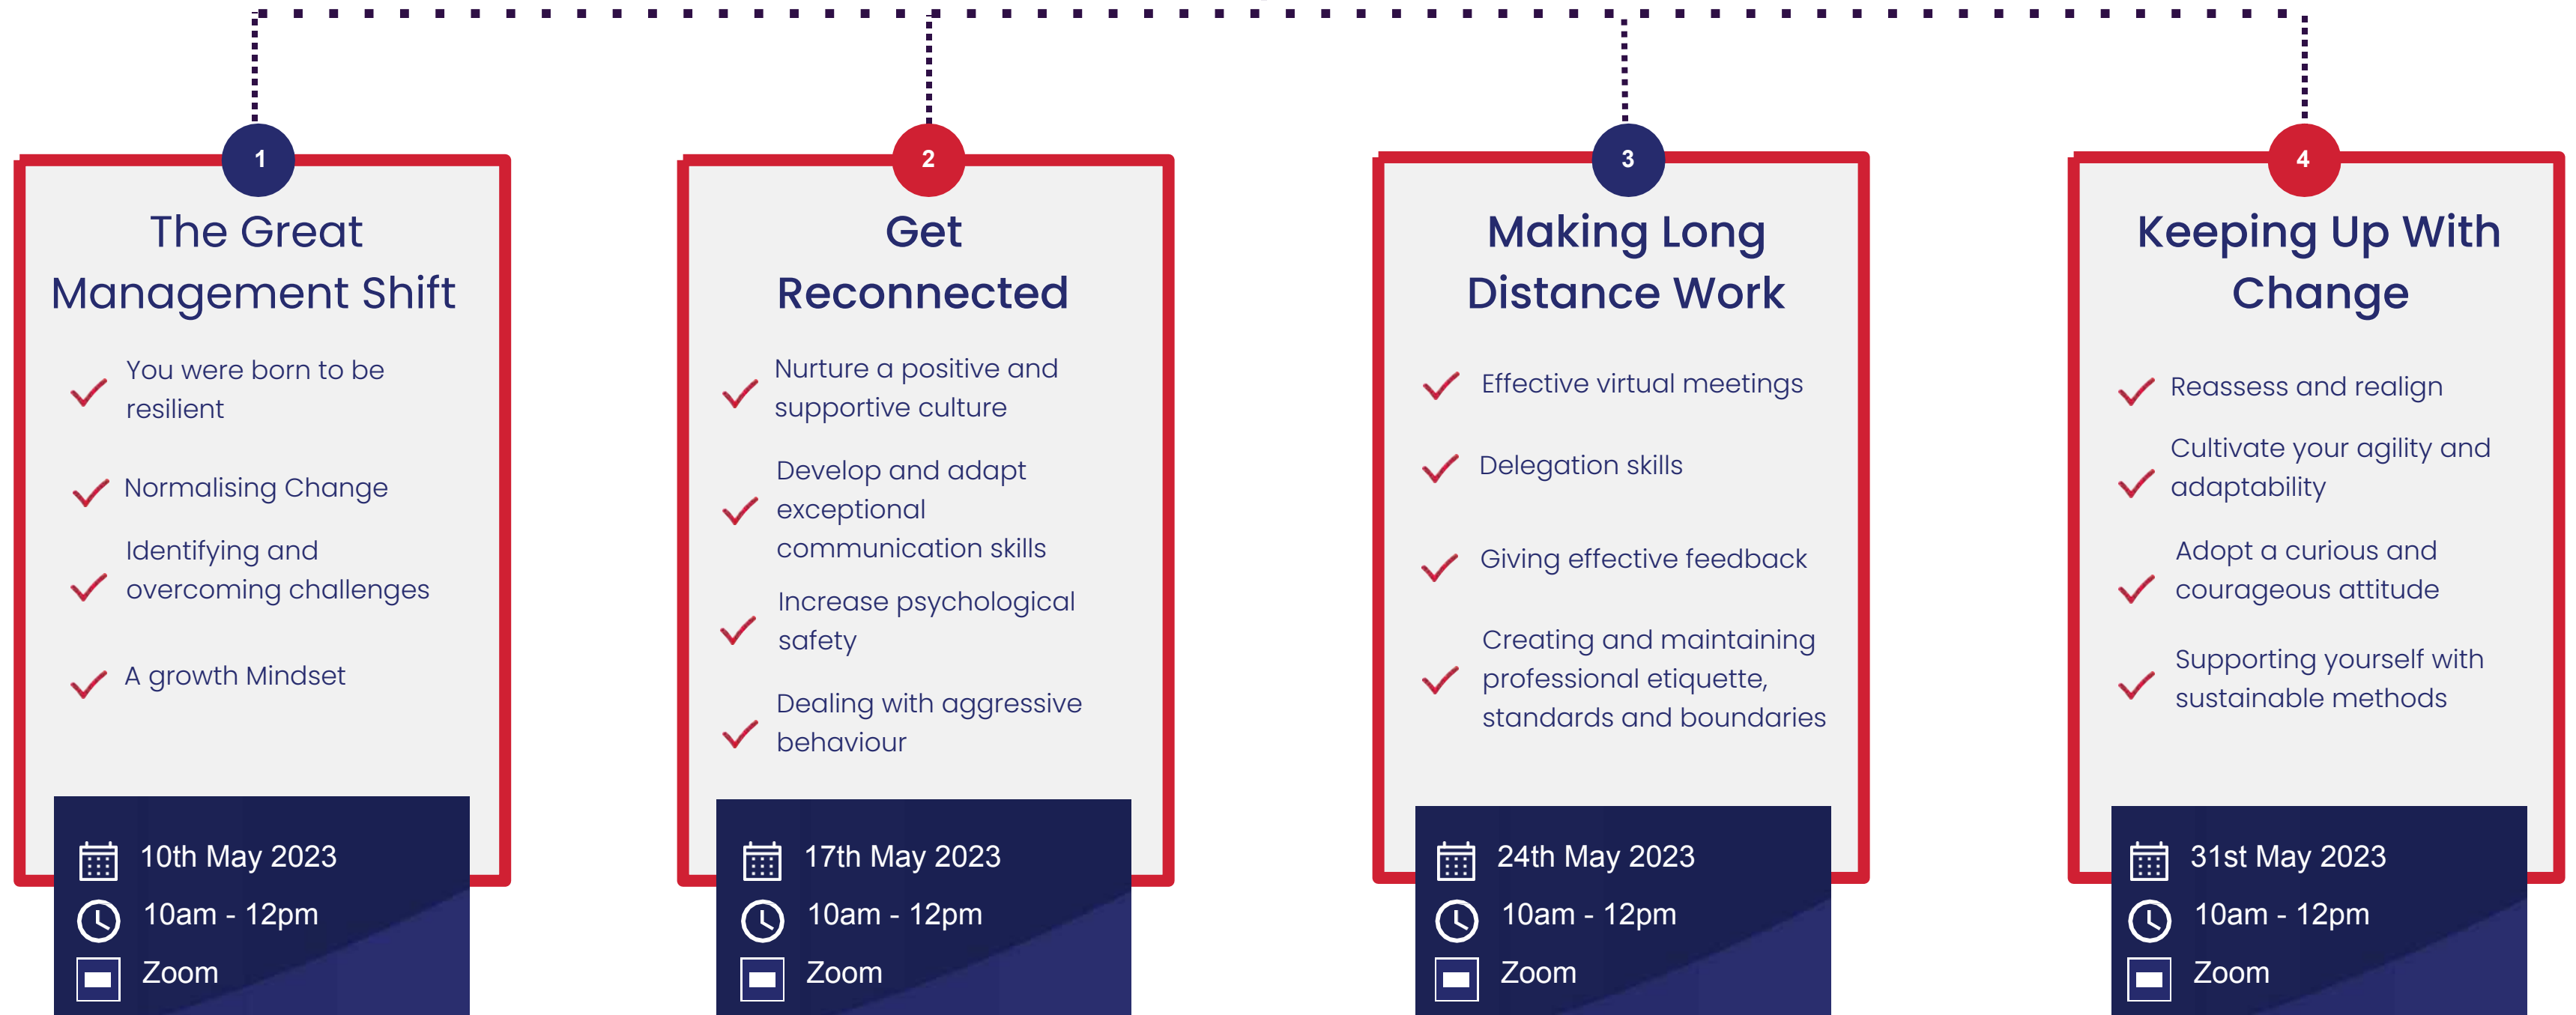 1
The Great
Management Shift
You were born to be
resilient
Normalising Change
Identifying and
overcoming challenges
A growth Mindset
10th May 2023
10am - 12pm
Zoom
2
Get
Reconnected
Nurture a positive and
supportive culture
Develop and adapt
exceptional
communication skills
Increase psychological
safety
Dealing with aggressive
behaviour
17th May 2023
10am - 12pm
Zoom
3
Making Long
Distance Work
Effective virtual meetings
Delegation skills
Giving effective feedback
Creating and maintaining
professional etiquette,
standards and boundaries
24th May 2023
10am - 12pm
Zoom
4
Keeping Up With
Change
Reassess and realign
Cultivate your agility and
adaptability
Adopt a curious and
courageous attitude
Supporting yourself with
sustainable methods
31st May 2023
10am - 12pm
Zoom